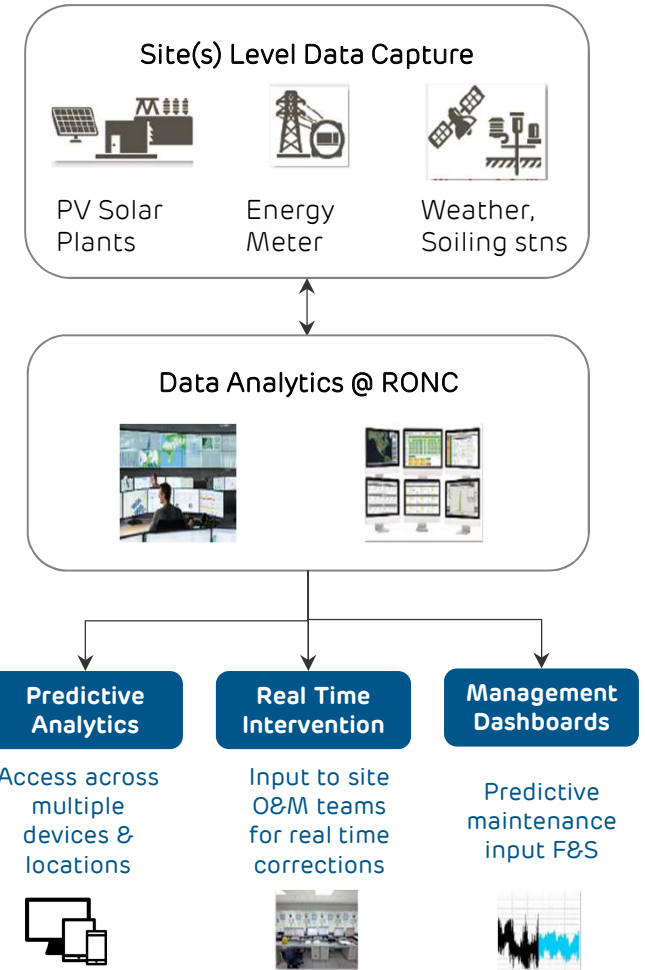 Site(s) Level Data Capture
PV Solar
Plants
Energy
Meter
Weather,
Soiling stns
Data Analytics @ RONC
Predictive
Analytics
Real Time
Intervention
Management
Dashboards
Access across
multiple
devices &
locations
Input to site
O&M teams
for real time
corrections
Predictive
maintenance
input F&S